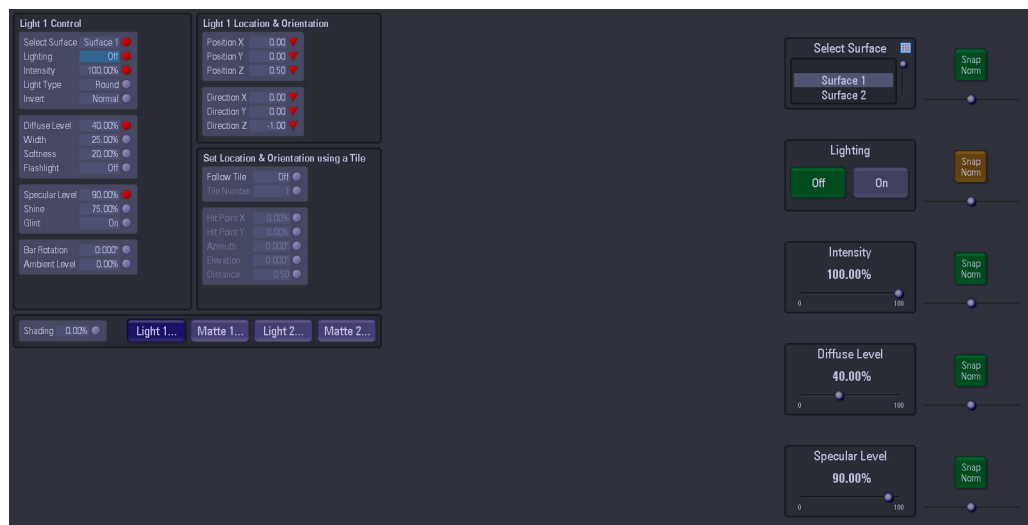 Light 1 Control
Select Surface Surface 1
Lighting Off
Intensity 100.00%
Light Type Round
Invert Normal
Diffuse Level 40.00%
Width 25.00%
Softness 20.00%
Flashlight Off
Specular Level 90.00%
Shine 75.00%
Glint On
Bar Rotation 0:000°
Ambient Level 0.00%
Light 1 Location & Orientation
Position X 0.00
Position Y 0.00
Position Z 0.50
Direction X 0.00
Direction Y 0.00
Direction Z -1.00
Set Location & Orientation using a Tile
Follow Tile Off
Tile Number 1
Hit Point X 0.00%
Hit Point Y 0.00%
Azimuth 0:000°
Elevation 0:000°
Distance 0.50
Shading 0.00%
Light 1...
Matte 1...
Light 2...
Matte 2...
Select Surface
Surface 1
Surface 2
Snap
Norm
Lighting
Off On
Snap
Norm
Intensity
100.00%
0 100
Snap
Norm
Diffuse Level
40.00%
0 100
Snap
Norm
Specular Level
90.00%
0 100
Snap
Norm